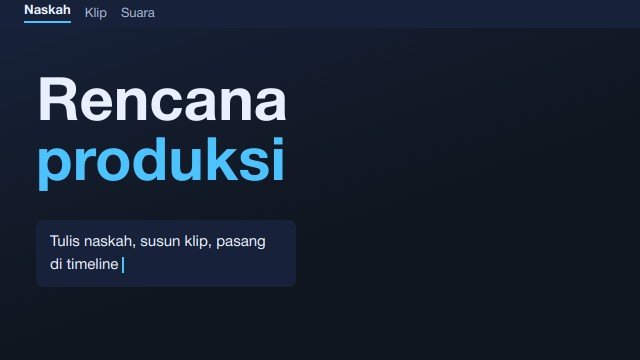 Naskah Klip Suara
Rencana
produksi
Tulis naskah, susun klip, pasang
di timeline